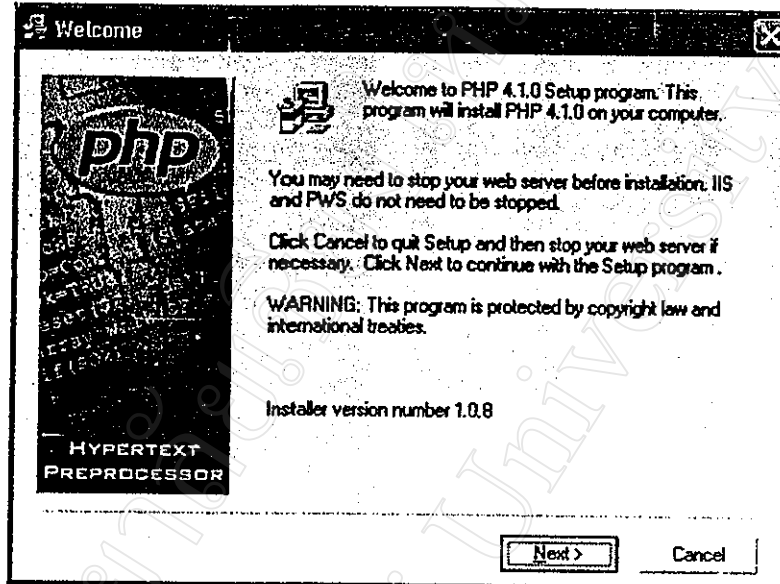 Welcome
php
Welcome to PHP 4.1.0 Setup program. This
program will install PHP 4.1.0 on your computer.
You may need to stop your web server before installation. IIS
and PWS do not need to be stopped.
Click Cancel to quit Setup and then stop your web server if
necessary. Click Next to continue with the Setup program .
WARNING: This program is protected by copyright law and
international treaties.
Installer version number 1.0.8
HYPERTEXT
PREPROCESSOR
Next >
Cancel